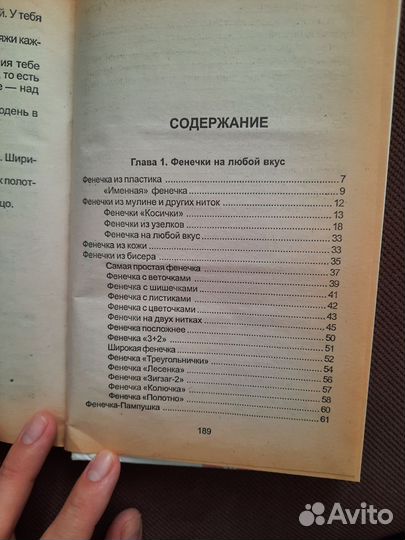 й. У тебя
яжи каж-
ия тебе
, то есть
е — над
юдень в
. Шири-
х полот-
цо.
СОДЕРЖАНИЕ
Глава 1. Фенечки на любой вкус
Фенечка из пластика 7
«Именная» фенечка 9
Фенечки из мулине и других ниток 12
Фенечки «Косички» 13
Фенечки из узелков 18
Фенечка на любой вкус 33
Фенечка из кожи 33
Фенечки из бисера 35
Самая простая фенечка 37
Фенечка с веточками 39
Фенечка с шишечками 41
Фенечка с листиками 42
Фенечка с цветочками 43
Фенечки на двух нитках 45
Фенечка посложнее 50
Фенечка «3+2» 51
Широкая фенечка 52
Фенечка «Треугольнички» 54
Фенечка «Лесенка» 56
Фенечка «Зигзаг-2» 57
Фенечка «Колючка» 58
Фенечка «Полотно» 60
Фенечка-Пампушка 61
189
Avito